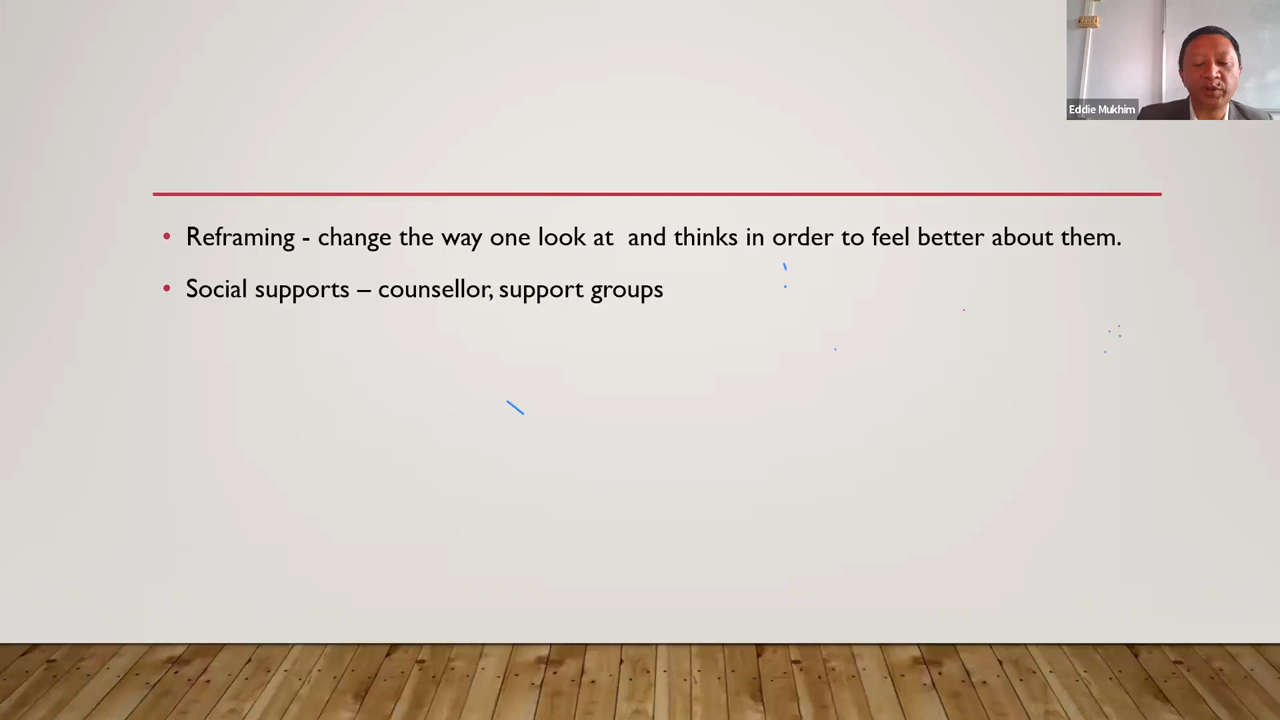 Eddie Mukhim
• Reframing - change the way one look at  and thinks in order to feel better about them.
• Social supports – counsellor, support groups